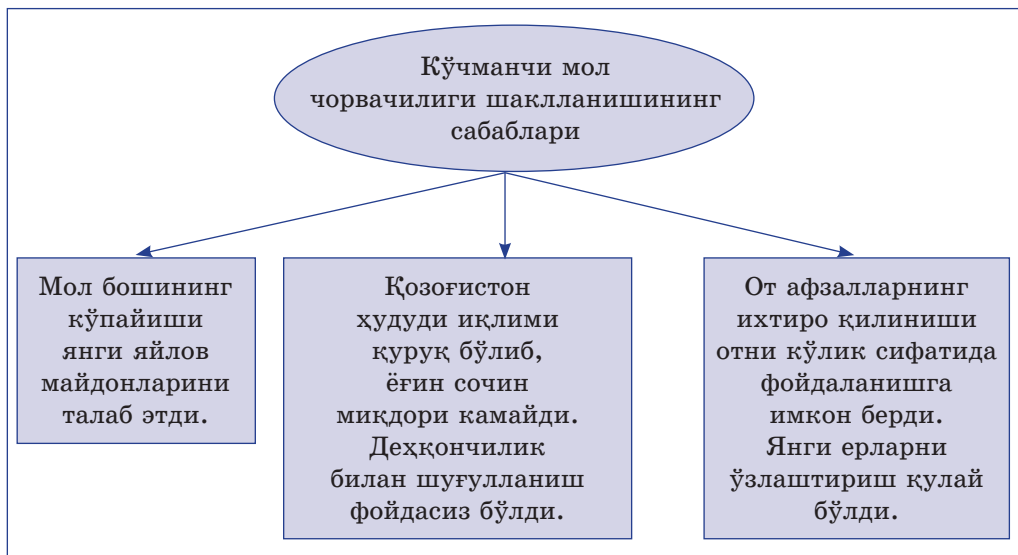 Кўчманчи мол
чорвачилиги шаклланишининг
сабаблари
Мол бошининг
кўпайиши
янги яйлов
майдонларини
талаб этди.
Қозоғистон
ҳудуди иқлими
қуруқ бўлиб,
ёғин сочин
миқдори камайди.
Деҳқончилик
билан шуғулланиш
фойдасиз бўлди.
От афзалларнинг
ихтиро қилиниши
отни кўлик сифатида
фойдаланишга
имкон берди.
Янги ерларни
ўзлаштириш қулай
бўлди.